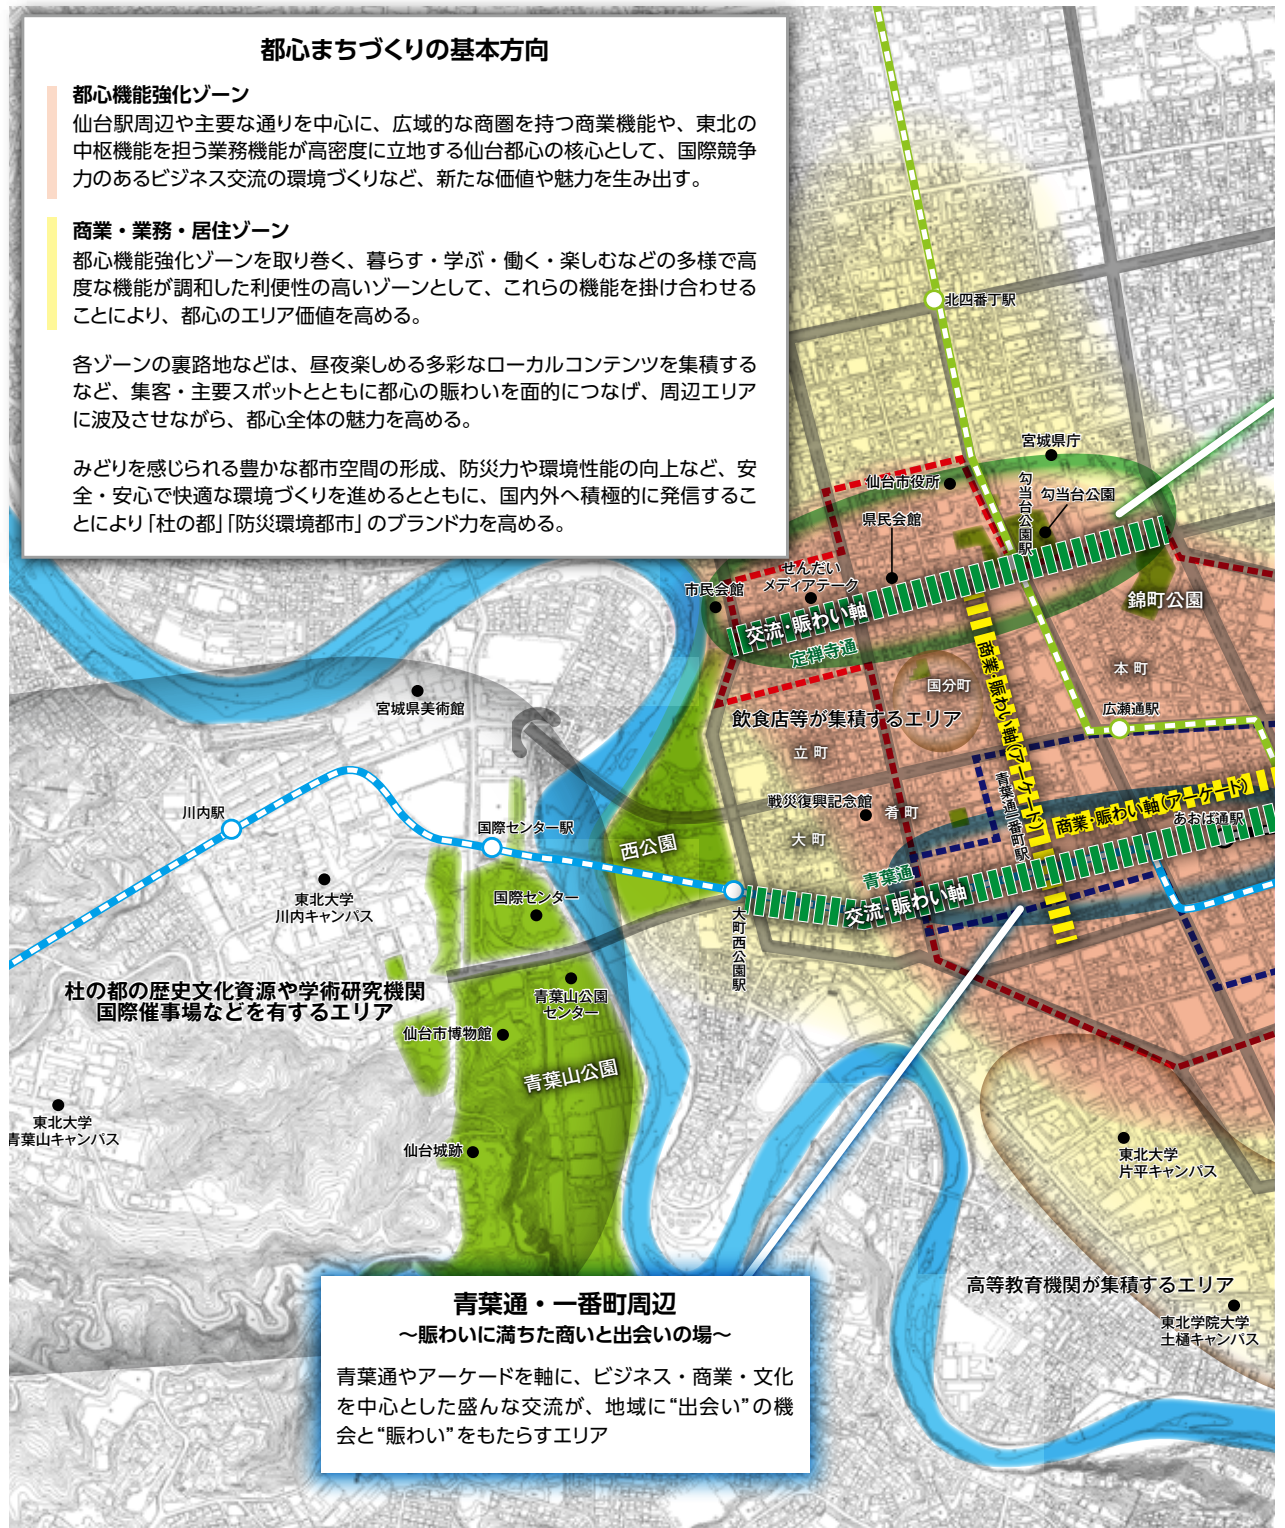 都心まちづくりの基本方向
都心機能強化ゾーン
仙台駅周辺や主要な通りを中心に、広域的な商圏を持つ商業機能や、東北の
中枢機能を担う業務機能が高密度に立地する仙台都心の核心として、国際競争
力のあるビジネス交流の環境づくりなど、新たな価値や魅力を生み出す。
商業・業務・居住ゾーン
都心機能強化ゾーンを取り巻く、暮らす・学ぶ・働く・楽しむなどの多様で高
度な機能が調和した利便性の高いゾーンとして、これらの機能を掛け合わせる
ことにより、都心のエリア価値を高める。
各ゾーンの裏路地などは、昼夜楽しめる多彩なローカルコンテンツを集積する
など、集客・主要スポットとともに都心の賑わいを面的につなげ、周辺エリア
に波及させながら、都心全体の魅力を高める。
みどりを感じられる豊かな都市空間の形成、防災力や環境性能の向上など、安
全・安心で快適な環境づくりを進めるとともに、国内外へ積極的に発信するこ
とにより「杜の都」「防災環境都市」のブランド力を高める。
北四番丁駅
宮城県庁
仙台市役所
勾当台公園駅
勾当台公園
県民会館
せんだい
メディアテーク
市民会館
交流・賑わい軸
定禅寺通
錦町公園
本町
国分町
商業・賑わい軸(アーケード)
広瀬通駅
飲食店等が集積するエリア
立町
宮城県美術館
戦災復興記念館
肴町
大町
青葉通一番町駅
商業・賑わい軸(アーケード)
あおば通駅
川内駅
国際センター駅
西公園
青葉通
交流・賑わい軸
東北大学
川内キャンパス
国際センター
大町西公園駅
杜の都の歴史文化資源や学術研究機関
国際催事場などを有するエリア
青葉山公園
センター
仙台市博物館
青葉山公園
東北大学
青葉山キャンパス
仙台城跡
東北大学
片平キャンパス
高等教育機関が集積するエリア
東北学院大学
土樋キャンパス
青葉通・一番町周辺
～賑わいに満ちた商いと出会いの場～
青葉通やアーケードを軸に、ビジネス・商業・文化
を中心とした盛んな交流が、地域に“出会い”の機
会と“賑わい”をもたらすエリア